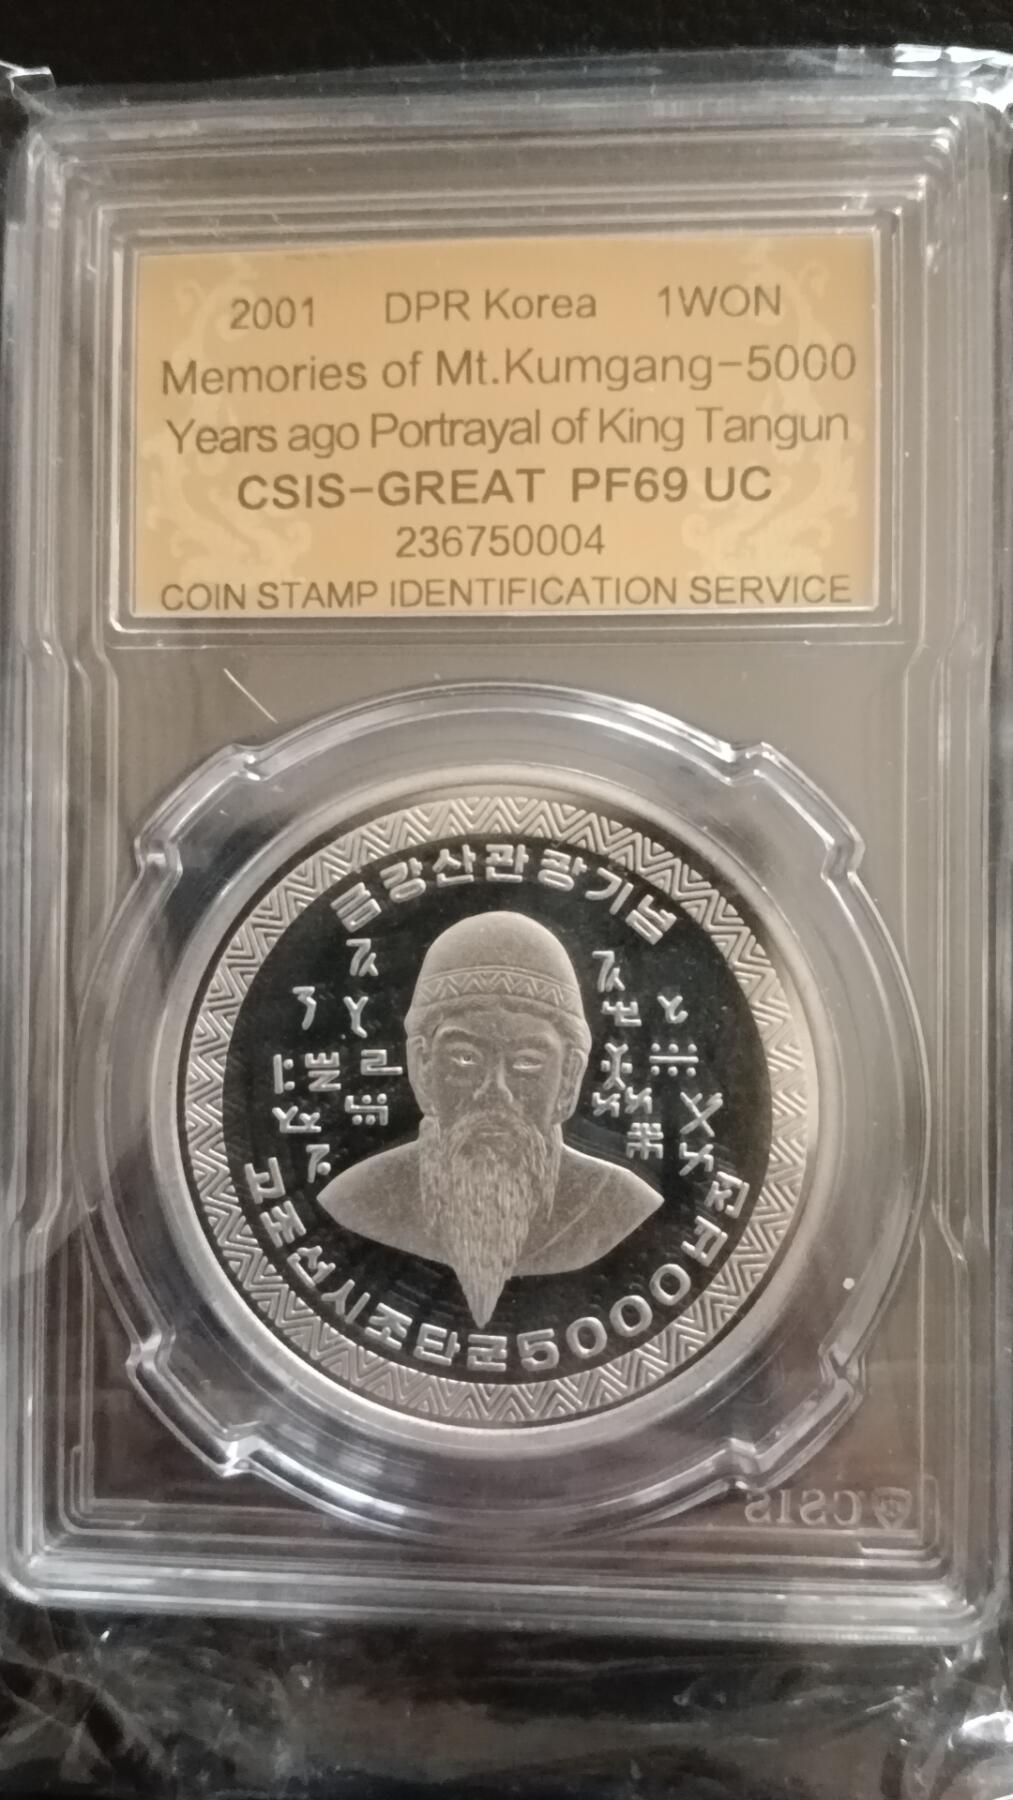 2001 DPR Korea 1WON
Memories of Mt.Kumgang-5000
Years ago Portrayal of King Tangun
CSIS-GREAT PF69 UC
236750004
COIN STAMP IDENTIFICATION SERVICE
금강산관광기념
고조선시조단군5000년전
CSIS